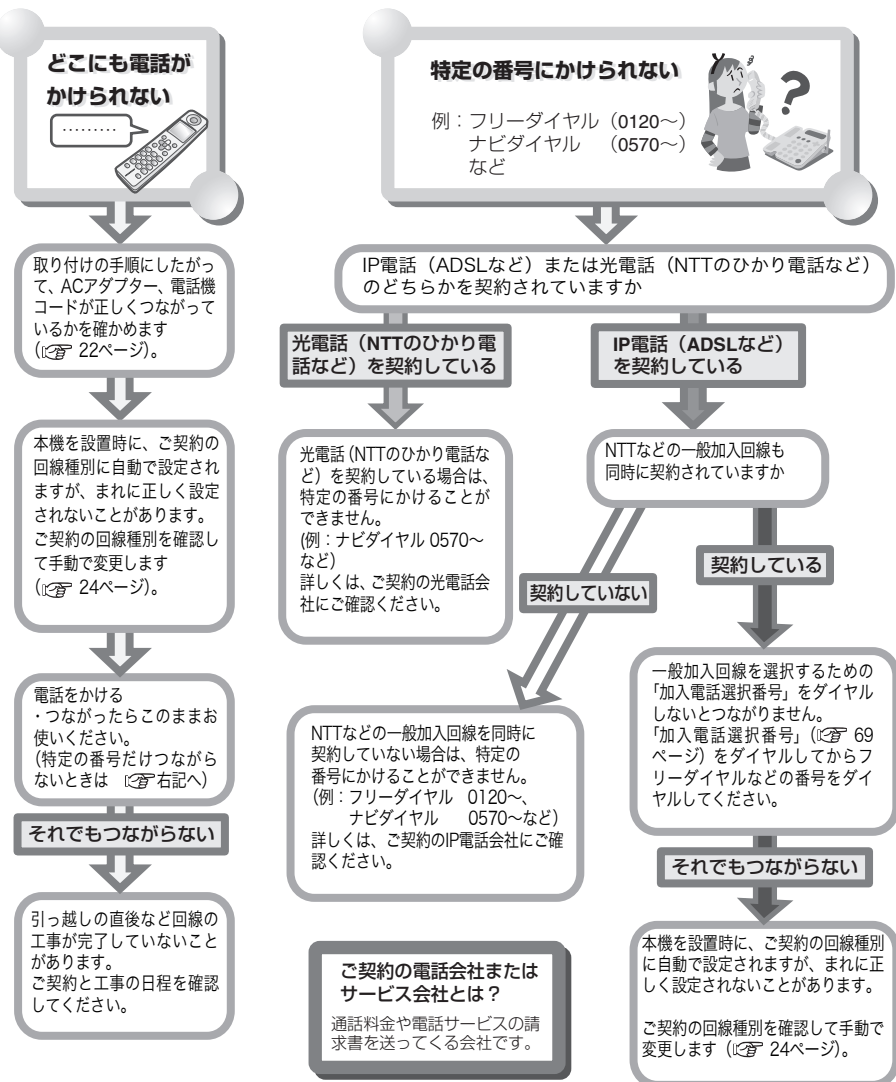 どこにも電話が
かけられない
………
取り付けの手順にしたがっ
て、ACアダプター、電話機
コードが正しくつながって
いるかを確かめます
(☞ 22ページ)。
本機を設置時に、ご契約の
回線種別に自動で設定され
ますが、まれに正しく設定
されないことがあります。
ご契約の回線種別を確認し
て手動で変更します
(☞ 24ページ)。
電話をかける
・つながったらこのままお
使いください。
(特定の番号だけつながら
ないときは ☞右記へ)
それでもつながらない
引っ越しの直後など回線の
工事が完了していないこと
があります。
ご契約と工事の日程を確認
してください。
特定の番号にかけられない
例：フリーダイヤル（0120～）
ナビダイヤル （0570～）
など
?
IP電話（ADSLなど）または光電話（NTTのひかり電話など）
のどちらかを契約されていますか
光電話（NTTのひかり電
話など）を契約している
光電話(NTTのひかり電話な
ど）を契約している場合は、
特定の番号にかけることが
できません。
(例：ナビダイヤル 0570～
など)
詳しくは、ご契約の光電話会
社にご確認ください。
IP電話（ADSLなど）
を契約している
NTTなどの一般加入回線も
同時に契約されていますか
契約していない
NTTなどの一般加入回線を同時に
契約していない場合は、特定の
番号にかけることができません。
(例：フリーダイヤル 0120～、
ナビダイヤル 0570～など)
詳しくは、ご契約のIP電話会社にご確
認ください。
契約している
一般加入回線を選択するための
「加入電話選択番号」をダイヤル
しないとつながりません。
「加入電話選択番号」(☞ 69
ページ）をダイヤルしてからフ
リーダイヤルなどの番号をダイ
ヤルしてください。
それでもつながらない
本機を設置時に、ご契約の回線種別
に自動で設定されますが、まれに正
しく設定されないことがあります。
ご契約の回線種別を確認して手動で
変更します（☞ 24ページ)。
ご契約の電話会社または
サービス会社とは？
通話料金や電話サービスの請
求書を送ってくる会社です。